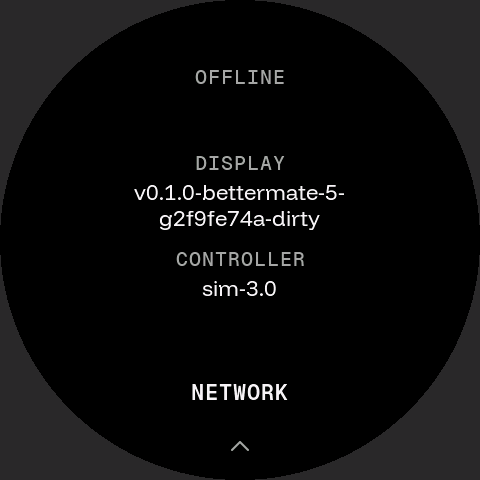 OFFLINE
DISPLAY
v0.1.0-bettermate-5-
g2f9fe74a-dirty
CONTROLLER
sim-3.0
NETWORK